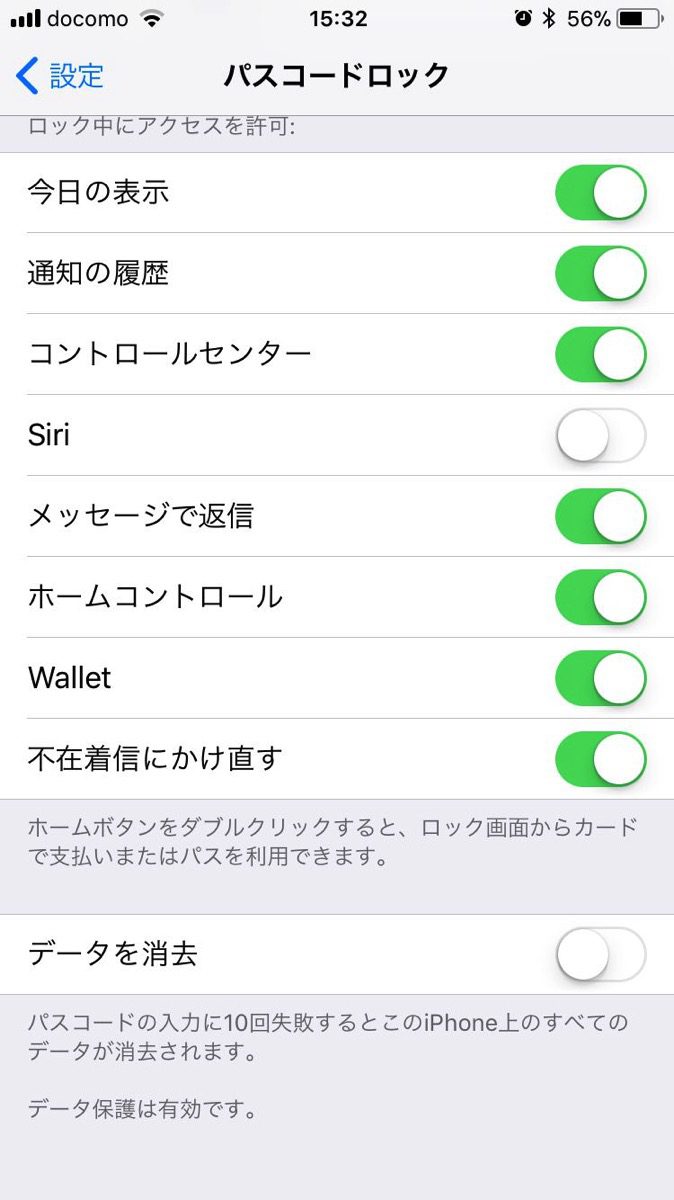 docomo 15:32 56%
設定 パスコードロック
ロック中にアクセスを許可:
今日の表示
通知の履歴
コントロールセンター
Siri
メッセージで返信
ホームコントロール
Wallet
不在着信にかけ直す
ホームボタンをダブルクリックすると、ロック画面からカード
で支払いまたはパスを利用できます。
データを消去
パスコードの入力に10回失敗するとこのiPhone上のすべての
データが消去されます。
データ保護は有効です。